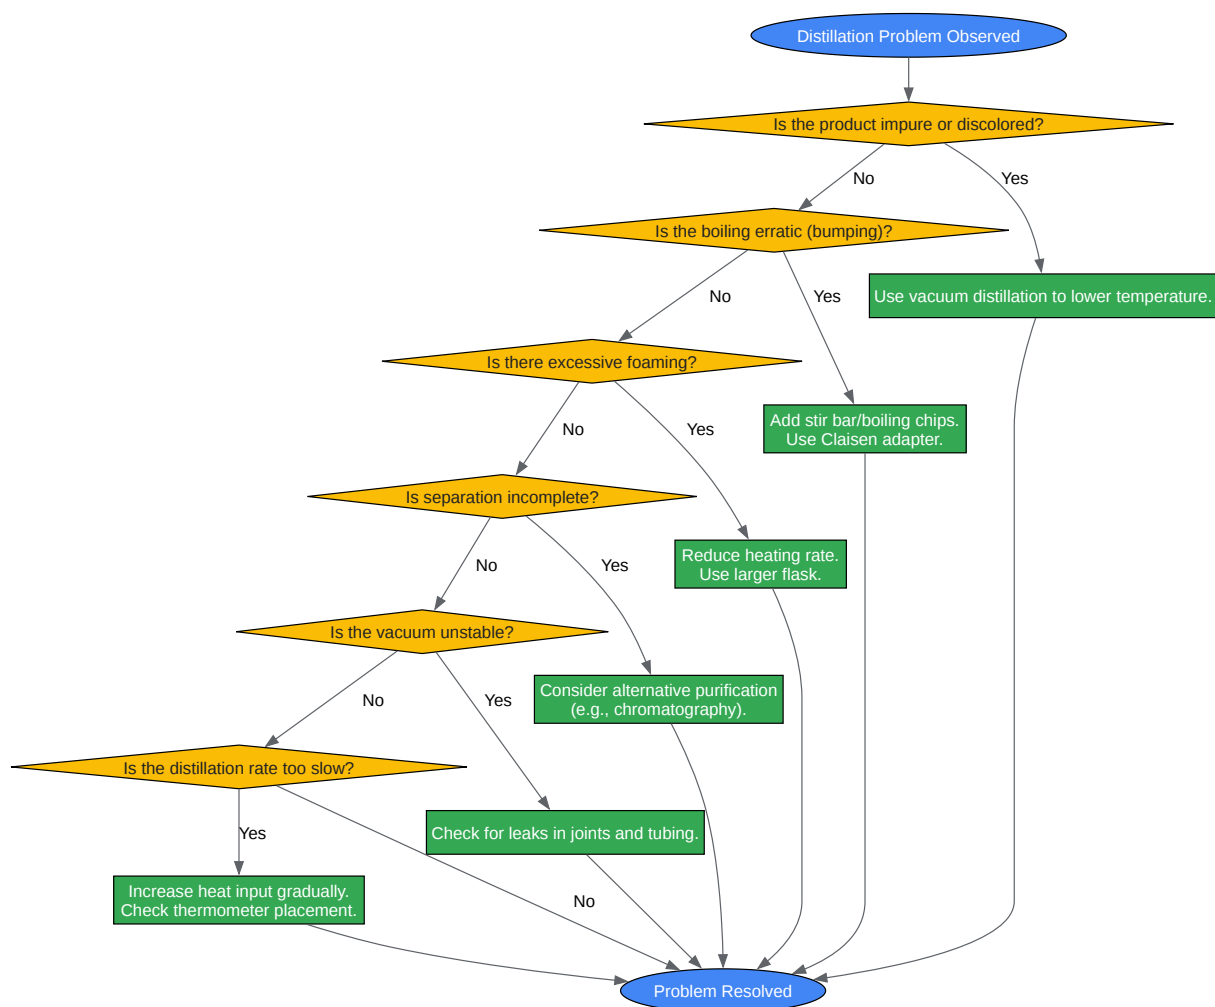 Distillation Problem Observed
Is the product impure or discolored?
No
Yes
Is the boiling erratic (bumping)?
No
Yes
Use vacuum distillation to lower temperature.
Is there excessive foaming?
No
Yes
Add stir bar/boiling chips.
Use Claisen adapter.
Is separation incomplete?
No
Yes
Reduce heating rate.
Use larger flask.
Is the vacuum unstable?
No
Yes
Consider alternative purification
(e.g., chromatography).
Is the distillation rate too slow?
Yes
No
Check for leaks in joints and tubing.
Increase heat input gradually.
Check thermometer placement.
Problem Resolved